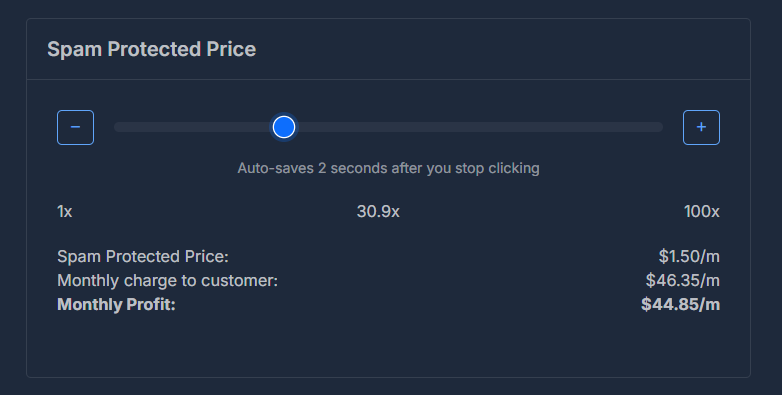 Spam Protected Price
−
+
Auto-saves 2 seconds after you stop clicking
1x 30.9x 100x
Spam Protected Price: $1.50/m
Monthly charge to customer: $46.35/m
Monthly Profit: $44.85/m